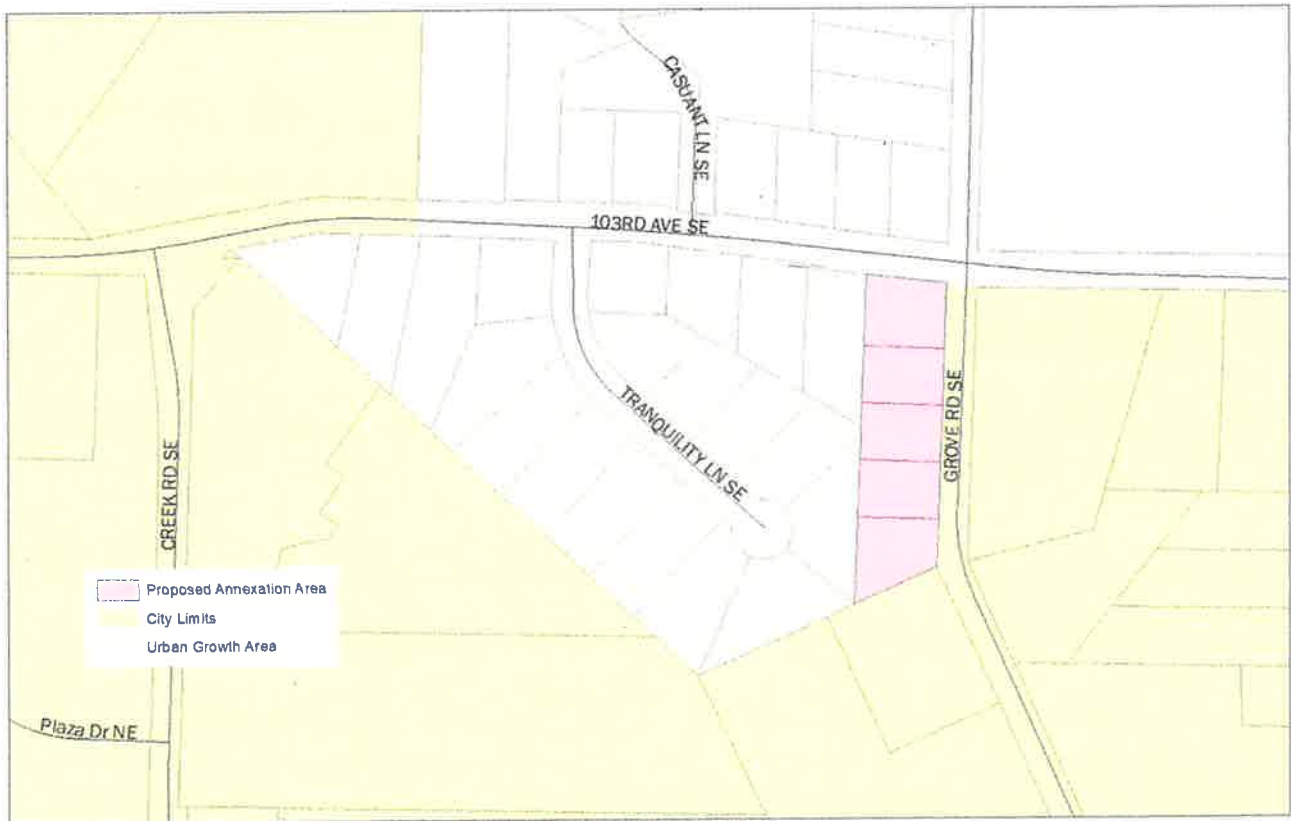 CASUANT LN SE
103RD AVE SE
TRANQUILITY LN SE
GROVE RD SE
CREEK RD SE
Proposed Annexation Area
City Limits
Urban Growth Area
Plaza Dr NE